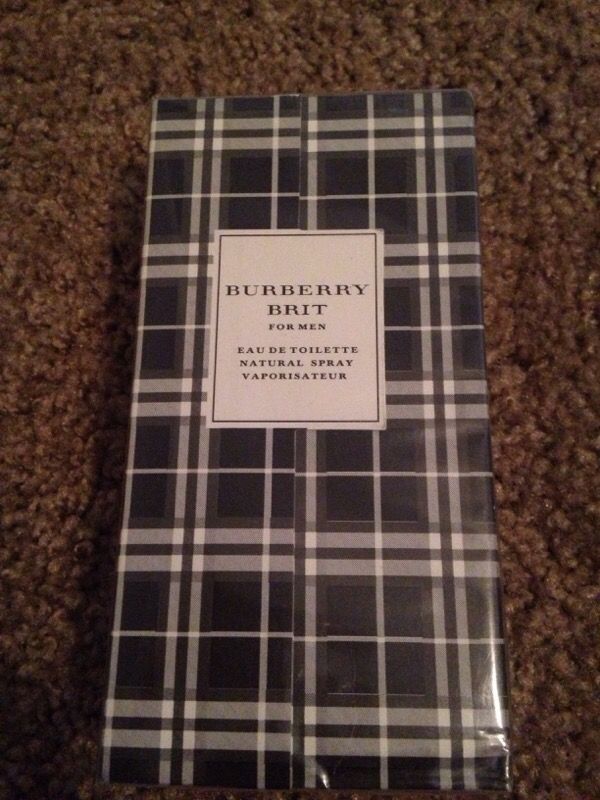 BURBERRY
BRIT
FOR MEN
EAU DE TOILETTE
NATURAL SPRAY
VAPORISATEUR